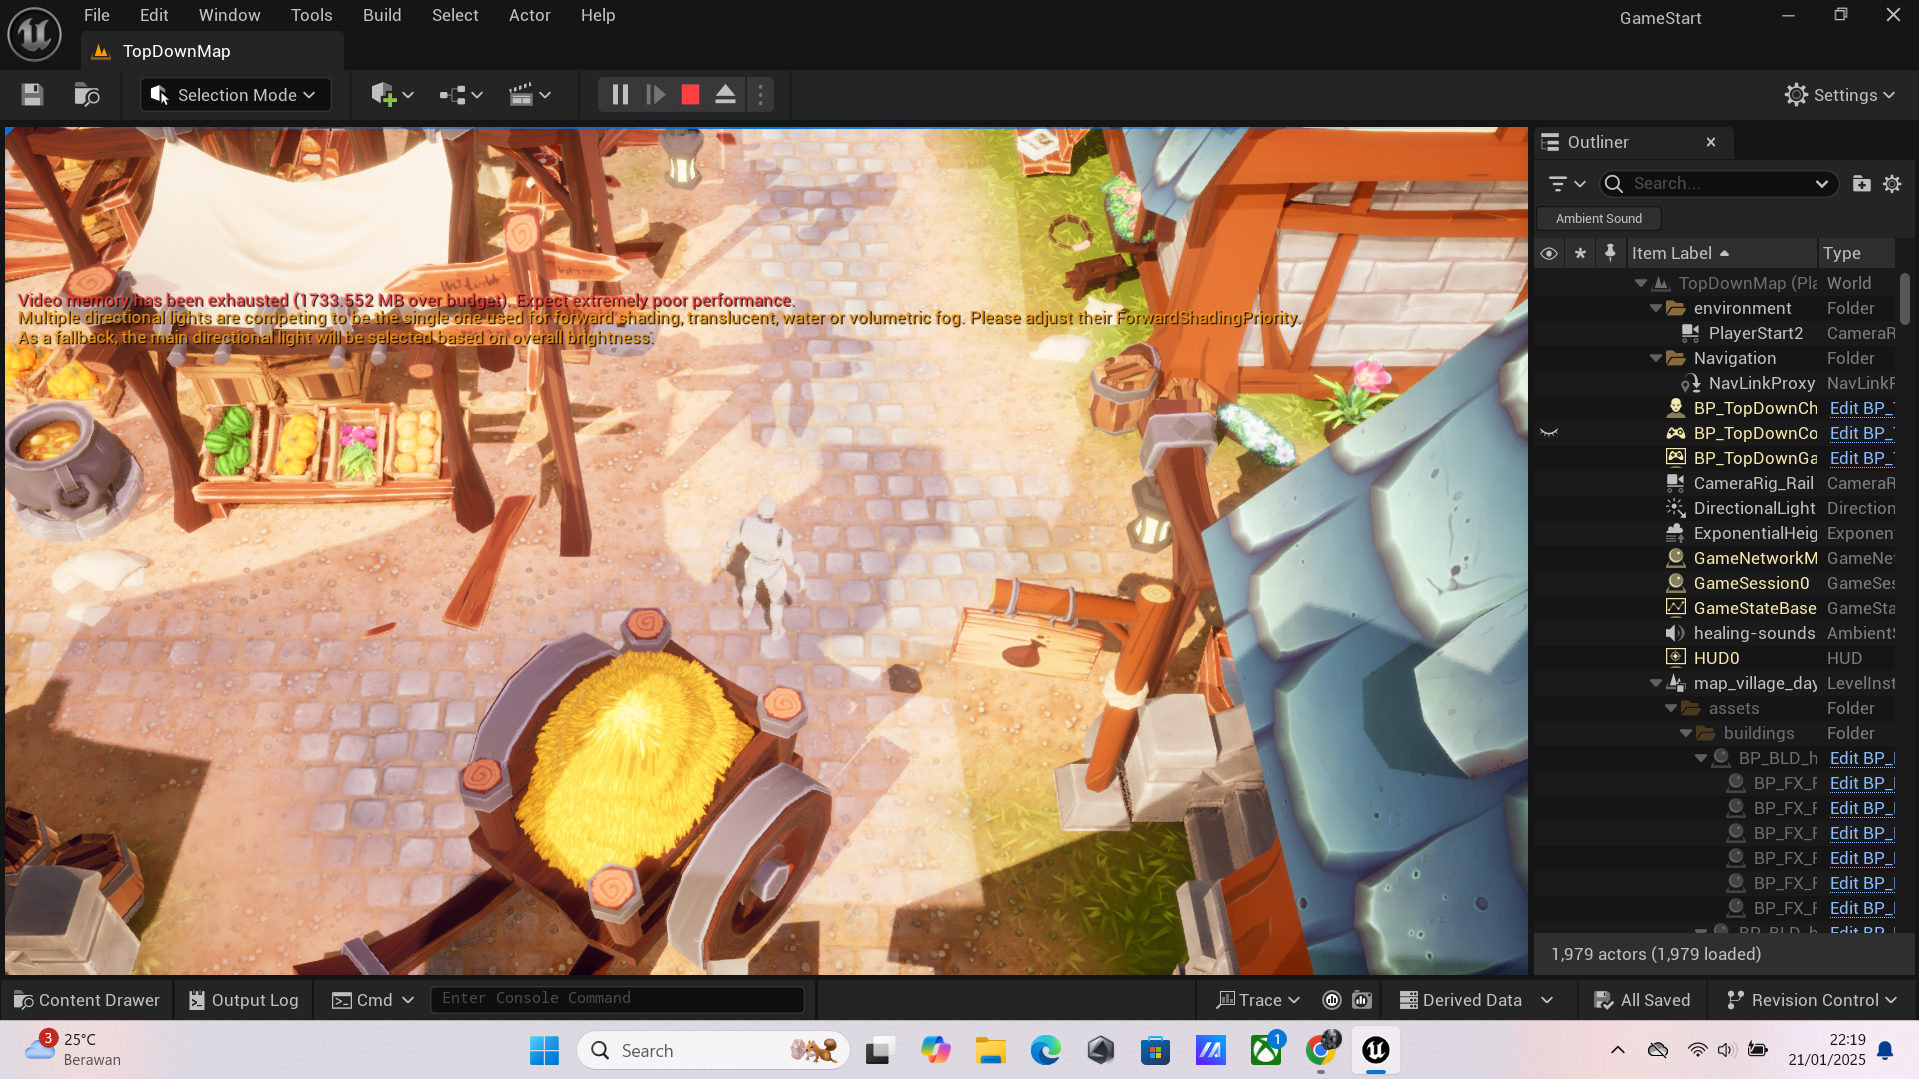 File Edit Window Tools Build Select Actor Help
GameStart
TopDownMap
Selection Mode
Settings
Video memory has been exhausted (1733.552 MB over budget). Expect extremely poor performance.
Multiple directional lights are competing to be the single one used for forward shading, translucent, water or volumetric fog. Please adjust their ForwardShadingPriority.
As a fallback, the main directional light will be selected based on overall brightness.
Outliner
Search...
Ambient Sound
Item Label Type
TopDownMap (Pla World
environment Folder
PlayerStart2 CameraR
Navigation Folder
NavLinkProxy NavLinkF
BP_TopDownCh Edit BP_
BP_TopDownCo Edit BP_
BP_TopDownGa Edit BP_
CameraRig_Rail CameraR
DirectionalLight Direction
ExponentialHeig Exponen
GameNetworkM GameNet
GameSession0 GameSes
GameStateBase GameSta
healing-sounds Ambient
HUD0 HUD
map_village_day LevelInst
assets Folder
buildings Folder
BP_BLD_h Edit BP_
BP_FX_F Edit BP_
BP_FX_F Edit BP_
BP_FX_F Edit BP_
BP_FX_F Edit BP_
BP_FX_F Edit BP_
BP_FX_F Edit BP_
BP_BLD_h Edit BP_
1,979 actors (1,979 loaded)
Content Drawer Output Log Cmd Enter Console Command Trace Derived Data All Saved Revision Control
3 25°C
Berawan
Search
1
22:19
21/01/2025